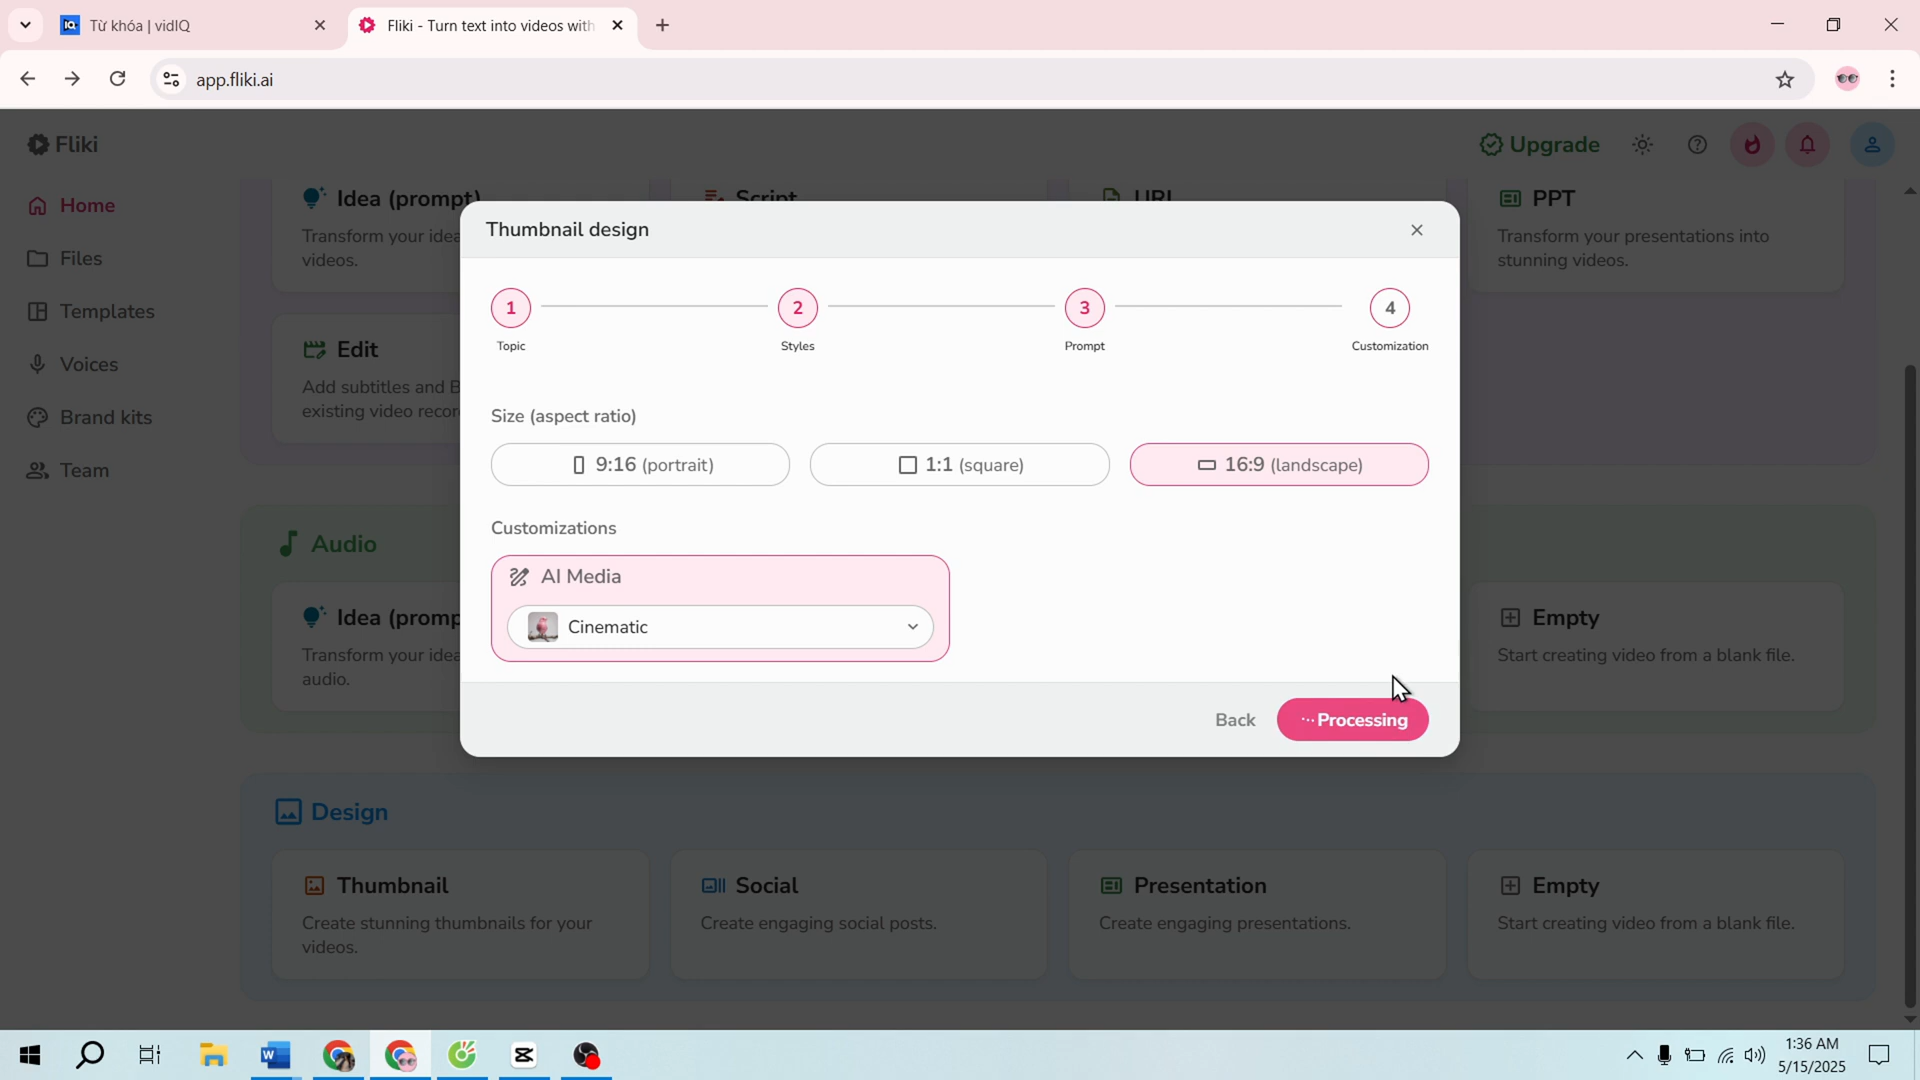 Từ khóa | vidIQ
Fliki - Turn text into videos with
app.fliki.ai
Fliki
Upgrade
Home
Files
Templates
Voices
Brand kits
Team
Idea (prompt)
Transform your idea
videos.
Script
URL
PPT
Transform your presentations into
stunning videos.
Edit
Add subtitles and B
existing video recor
Thumbnail design
1
2
3
4
Topic
Styles
Prompt
Customization
Size (aspect ratio)
9:16 (portrait)
1:1 (square)
16:9 (landscape)
Customizations
AI Media
Cinematic
Back
··· Processing
Audio
Idea (promp
Transform your idea
audio.
Empty
Start creating video from a blank file.
Design
Thumbnail
Create stunning thumbnails for your
videos.
Social
Create engaging social posts.
Presentation
Create engaging presentations.
Empty
Start creating video from a blank file.
1:36 AM
5/15/2025